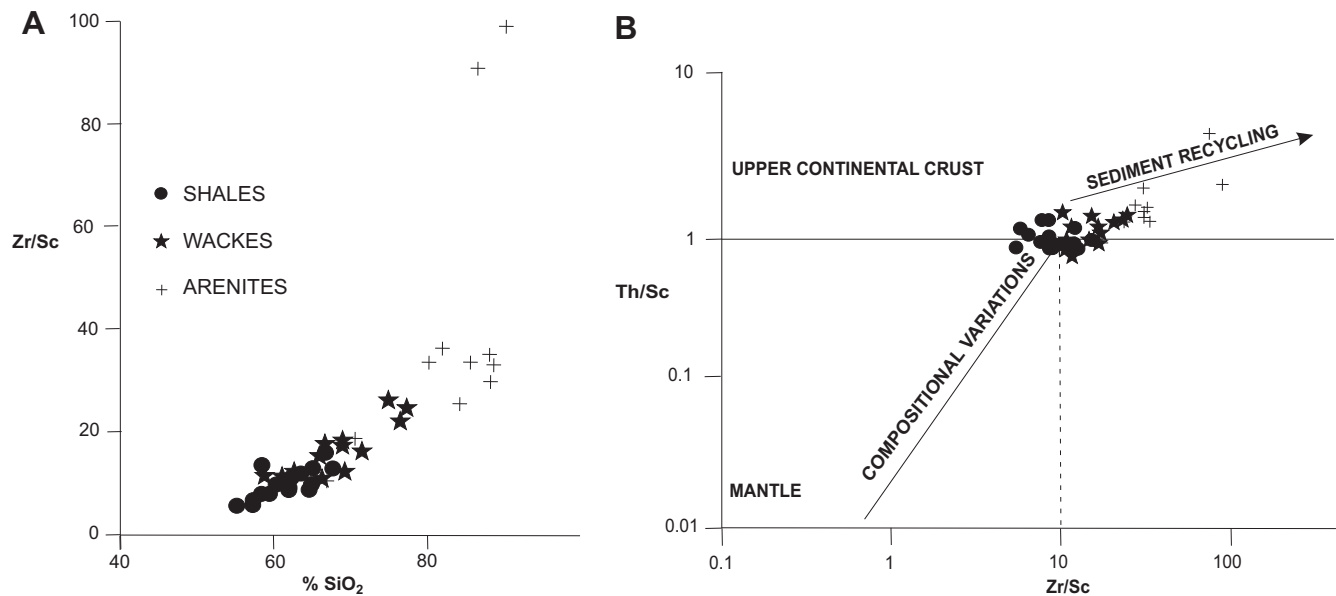 A
100
80
60
40
20
0
Zr/Sc
SHALES
WACKES
ARENITES
40
60
80
% SiO₂
B
10
1
0.1
0.01
Th/Sc
UPPER CONTINENTAL CRUST
SEDIMENT RECYCLING
COMPOSITIONAL VARIATIONS
MANTLE
0.1
1
10
100
Zr/Sc